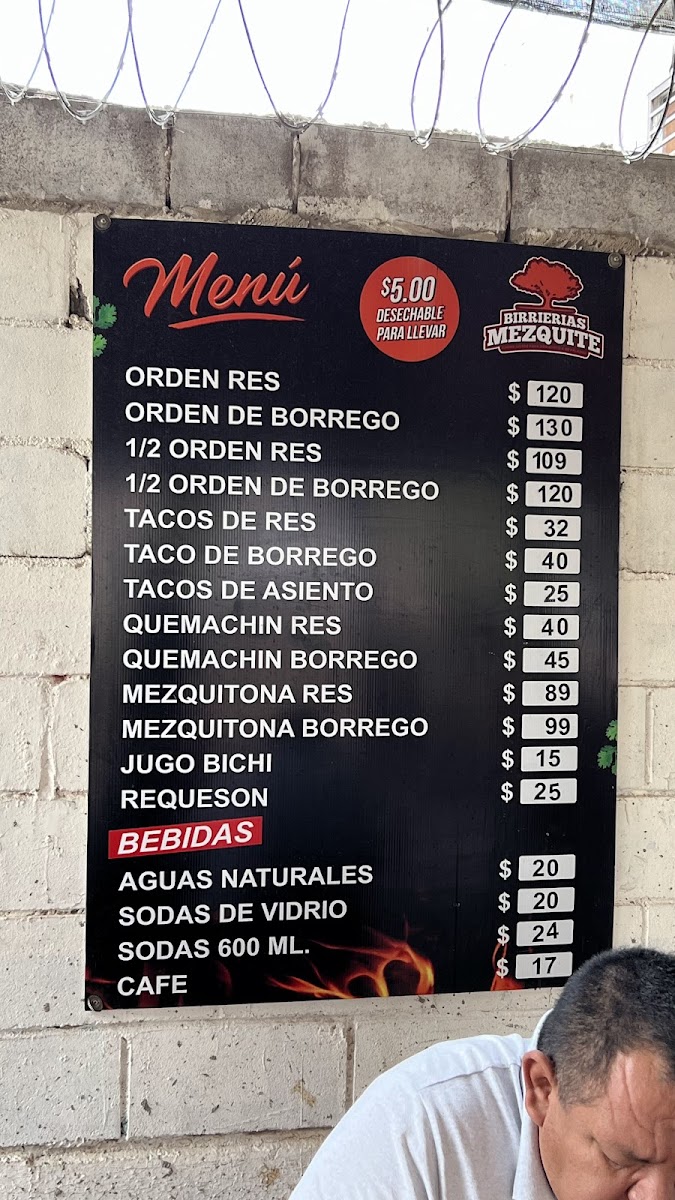 Menú
$5.00
DESECHABLE
PARA LLEVAR
BIRRIERIAS
MEZQUITE
ORDEN RES $ 120
ORDEN DE BORREGO $ 130
1/2 ORDEN RES $ 109
1/2 ORDEN DE BORREGO $ 120
TACOS DE RES $ 32
TACO DE BORREGO $ 40
TACOS DE ASIENTO $ 25
QUEMACHIN RES $ 40
QUEMACHIN BORREGO $ 45
MEZQUITONA RES $ 89
MEZQUITONA BORREGO $ 99
JUGO BICHI $ 15
REQUESON $ 25
BEBIDAS
AGUAS NATURALES $ 20
SODAS DE VIDRIO $ 20
SODAS 600 ML. $ 24
CAFE $ 17